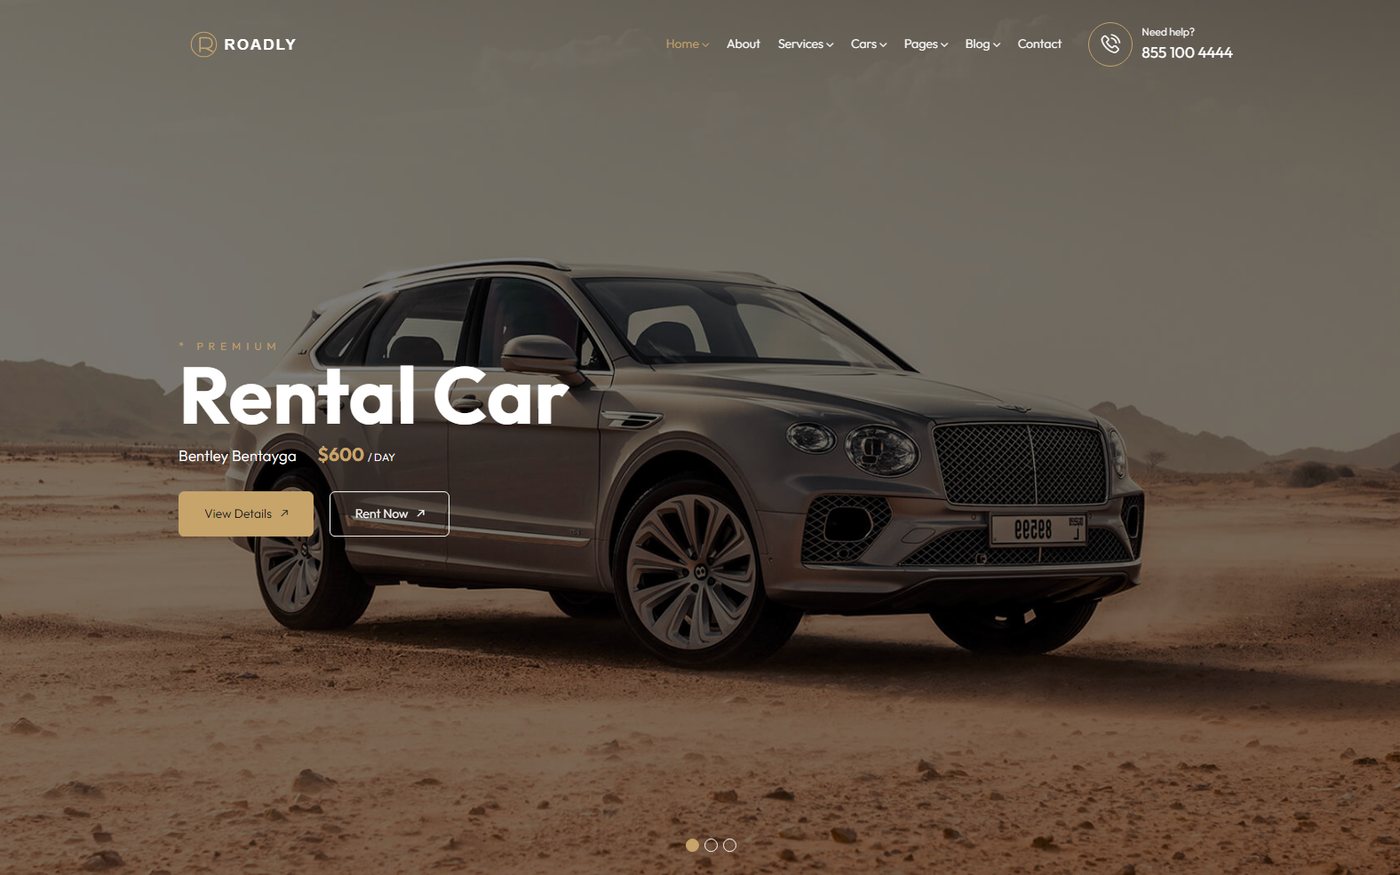 ROADLY
Home
About
Services
Cars
Pages
Blog
Contact
Need help?
855 100 4444
* PREMIUM
Rental Car
Bentley Bentayga $600 / DAY
View Details
Rent Now